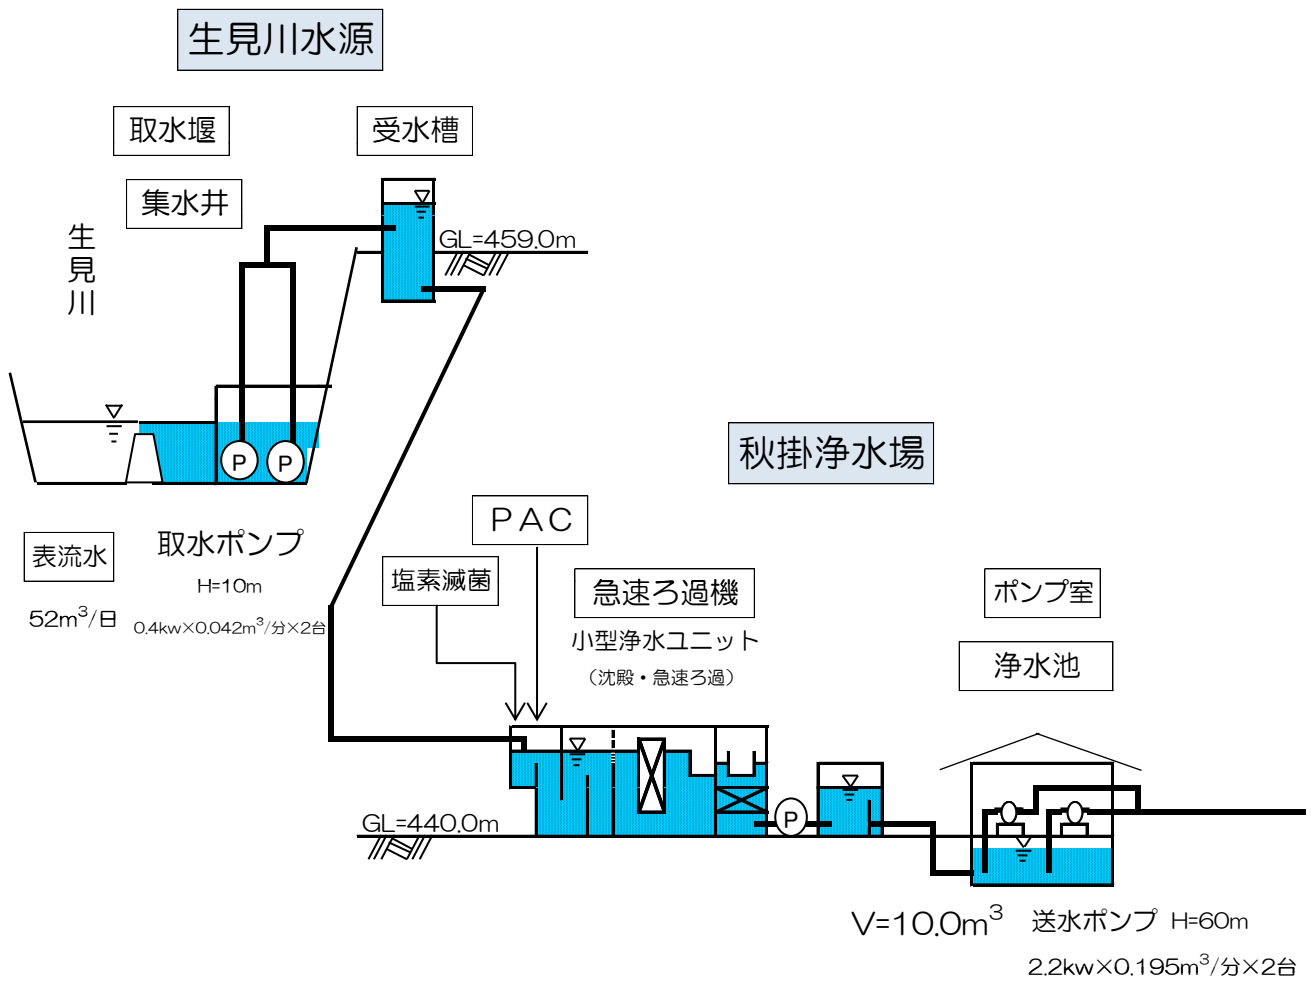 生見川水源
取水堰
受水槽
集水井
生見川
GL=459.0m
P
P
秋掛浄水場
PAC
表流水
取水ポンプ
H=10m
52m³/日
0.4kw×0.042m³/分×2台
塩素滅菌
急速ろ過機
小型浄水ユニット
（沈殿・急速ろ過）
ポンプ室
浄水池
GL=440.0m
P
V=10.0m³
送水ポンプ H=60m
2.2kw×0.195m³/分×2台